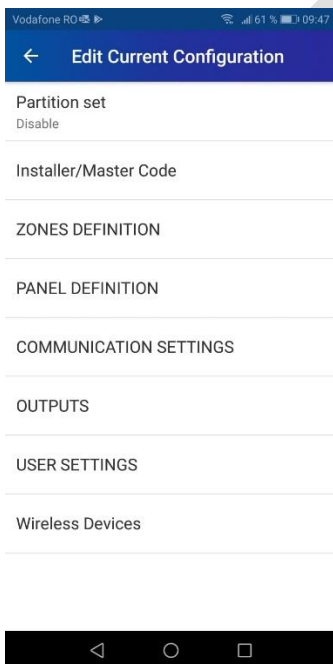 Vodafone RO 61 % 09:47
Edit Current Configuration
Partition set
Disable
Installer/Master Code
ZONES DEFINITION
PANEL DEFINITION
COMMUNICATION SETTINGS
OUTPUTS
USER SETTINGS
Wireless Devices